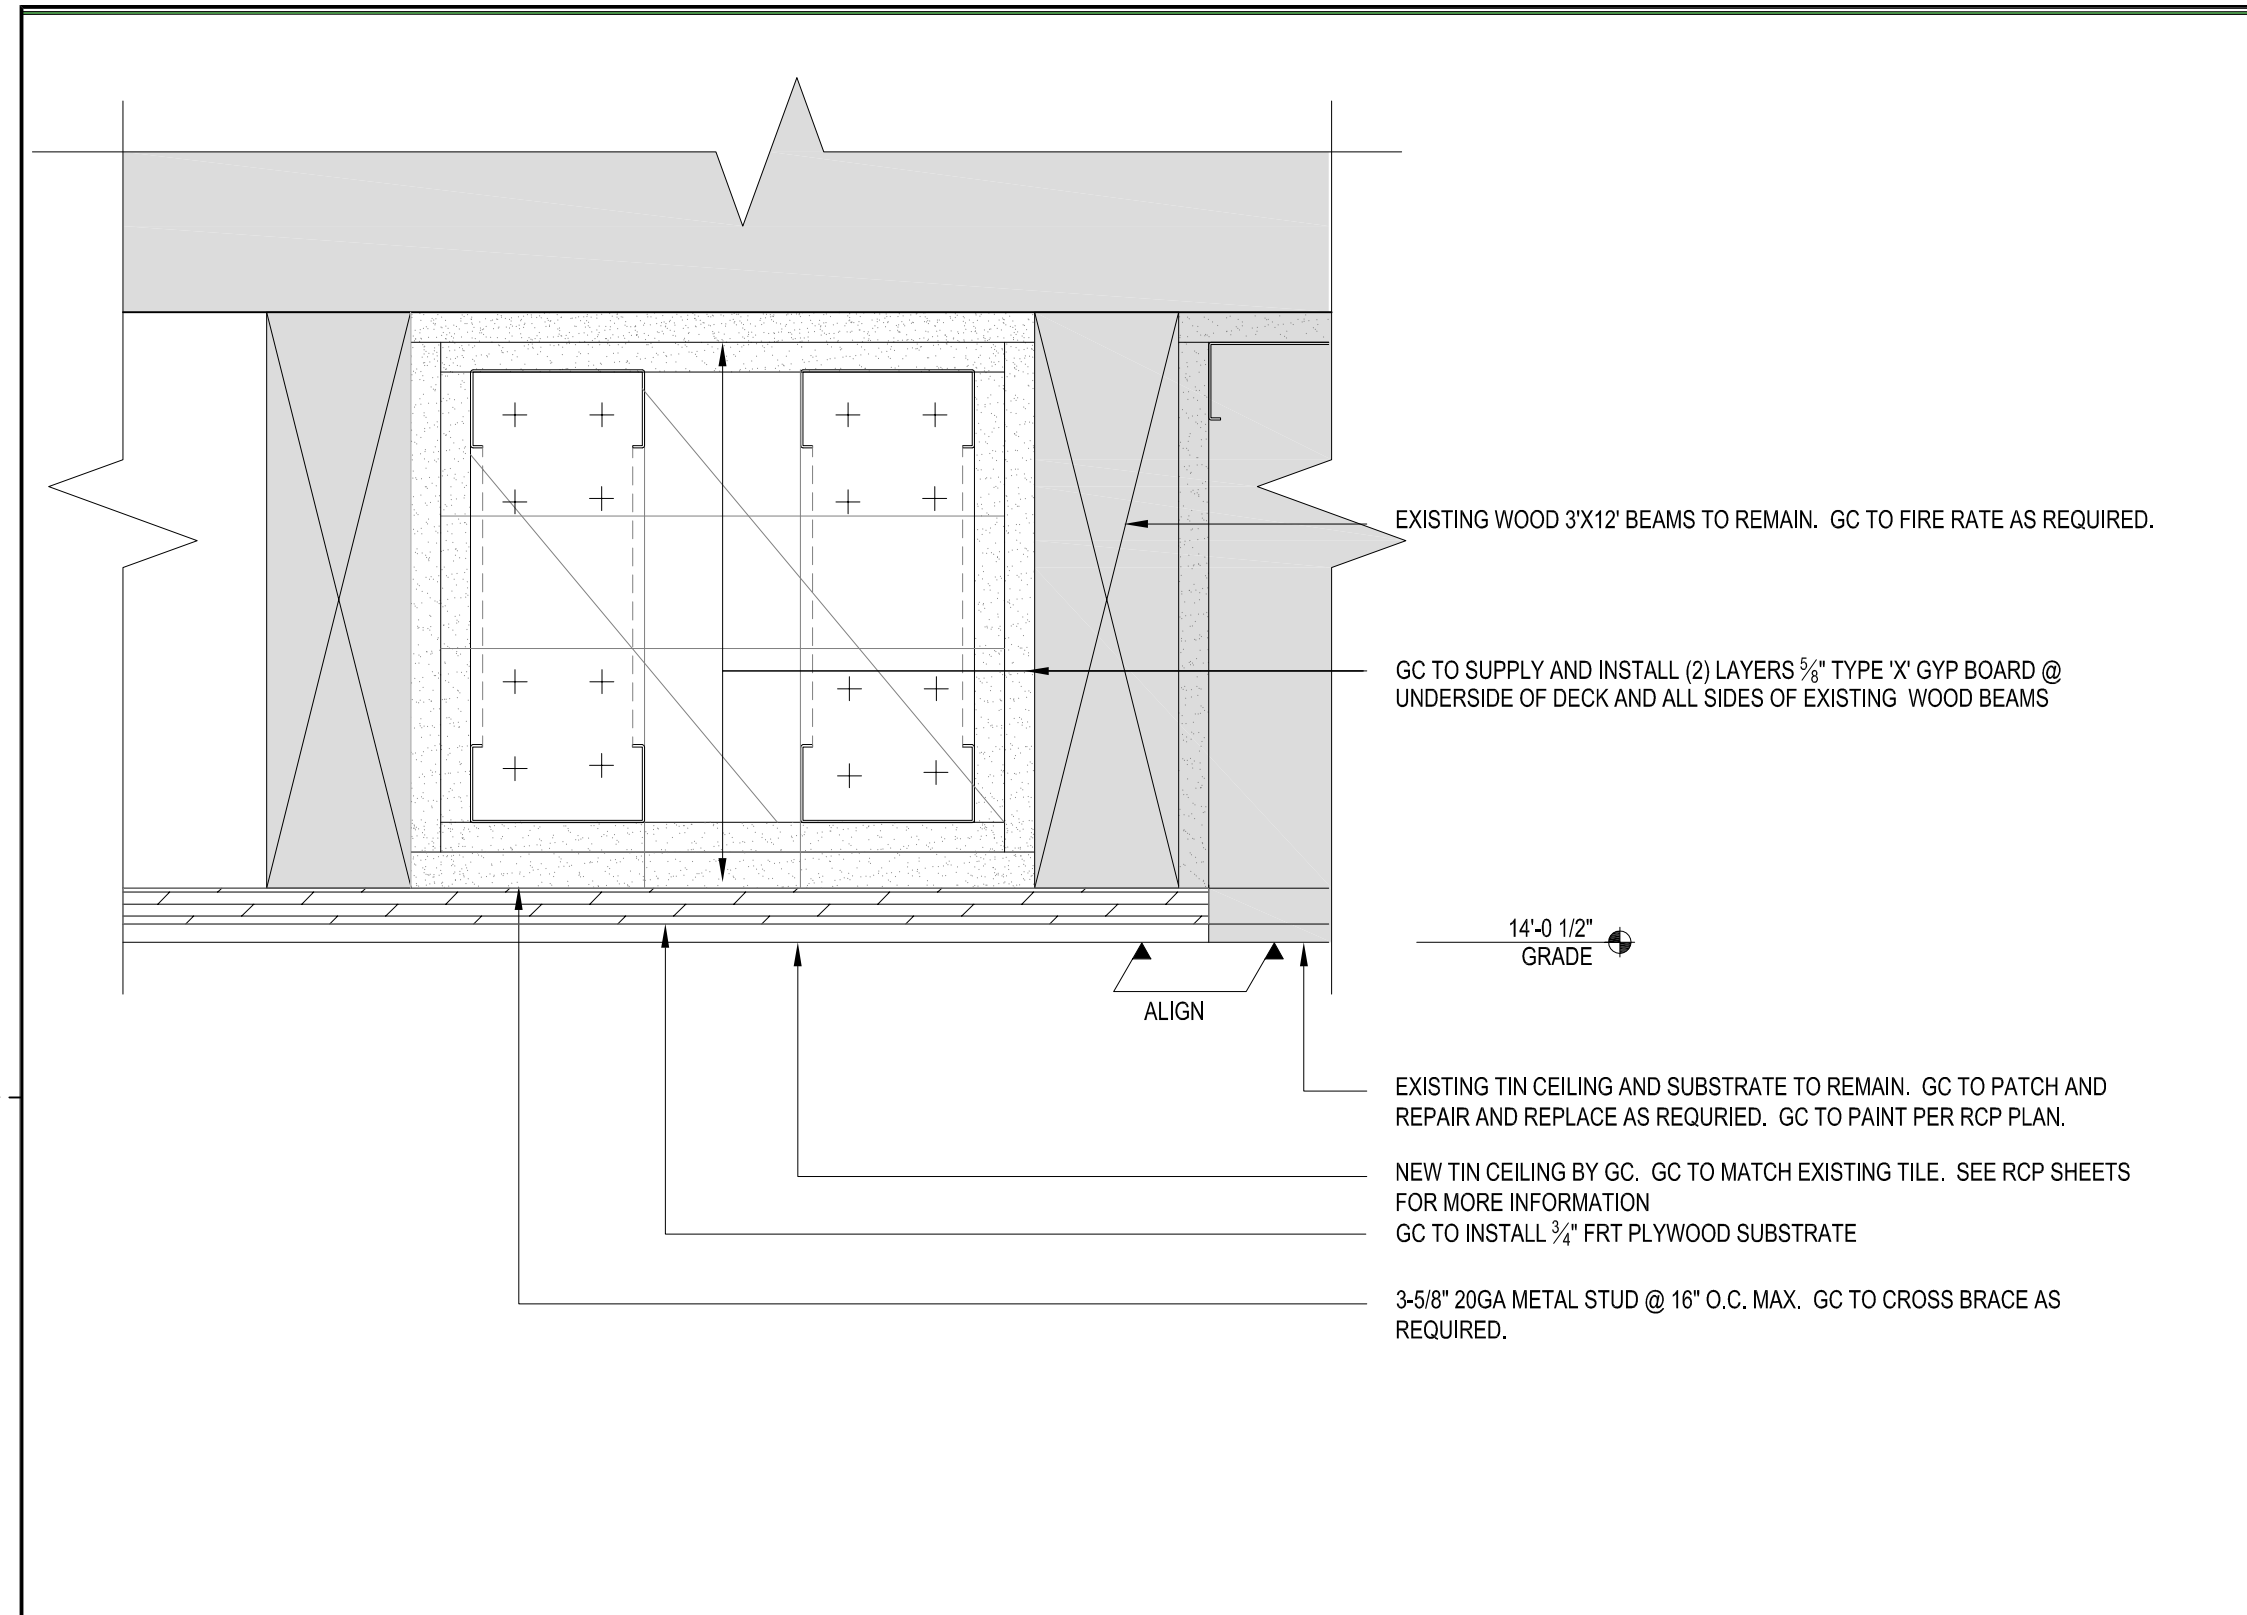 EXISTING WOOD 3'X12' BEAMS TO REMAIN.  GC TO FIRE RATE AS REQUIRED.
GC TO SUPPLY AND INSTALL (2) LAYERS 5/8" TYPE 'X' GYP BOARD @
UNDERSIDE OF DECK AND ALL SIDES OF EXISTING  WOOD BEAMS
14'-0 1/2"
GRADE
ALIGN
EXISTING TIN CEILING AND SUBSTRATE TO REMAIN.  GC TO PATCH AND
REPAIR AND REPLACE AS REQURIED.  GC TO PAINT PER RCP PLAN.
NEW TIN CEILING BY GC.  GC TO MATCH EXISTING TILE.  SEE RCP SHEETS
FOR MORE INFORMATION
GC TO INSTALL 3/4" FRT PLYWOOD SUBSTRATE
3-5/8" 20GA METAL STUD @ 16" O.C. MAX.  GC TO CROSS BRACE AS
REQUIRED.